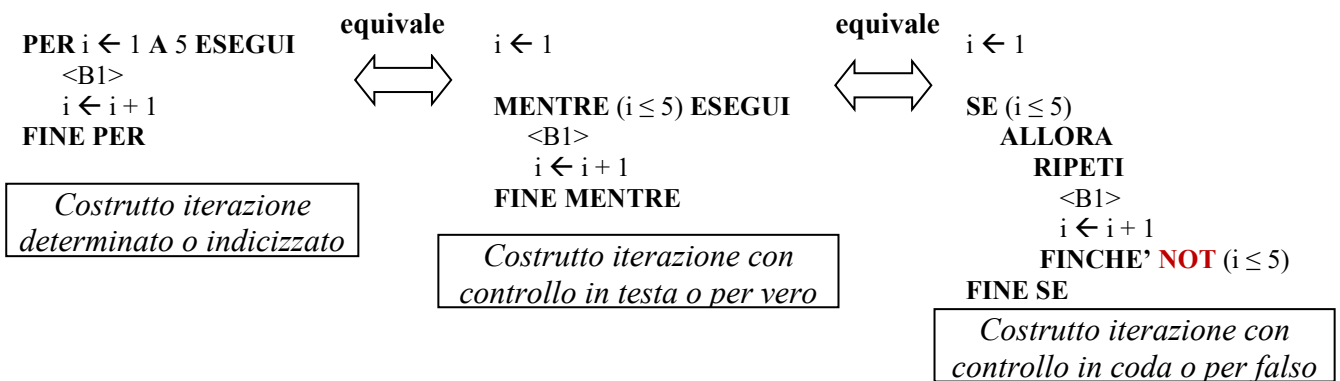 PER i ← 1 A 5 ESEGUI
<B1>
i ← i + 1
FINE PER
Costrutto iterazione
determinato o indicizzato
equivale
i ← 1
MENTRE (i ≤ 5) ESEGUI
<B1>
i ← i + 1
FINE MENTRE
Costrutto iterazione con
controllo in testa o per vero
equivale
i ← 1
SE (i ≤ 5)
ALLORA
RIPETI
<B1>
i ← i + 1
FINCHE’ NOT (i ≤ 5)
FINE SE
Costrutto iterazione con
controllo in coda o per falso